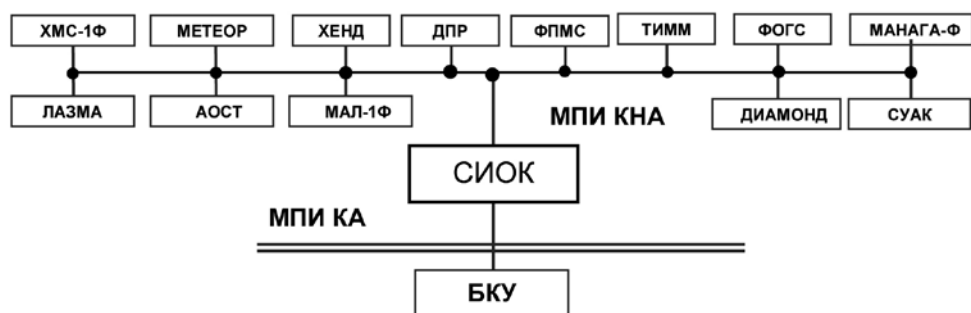 ХМС-1Ф МЕТЕОР ХЕНД ДПР ФПМС ТИММ ФОГС МАНАГА-Ф
ЛАЗМА АОСТ МАЛ-1Ф ДИАМОНД СУАК
МПИ КНА
СИОК
МПИ КА
БКУ